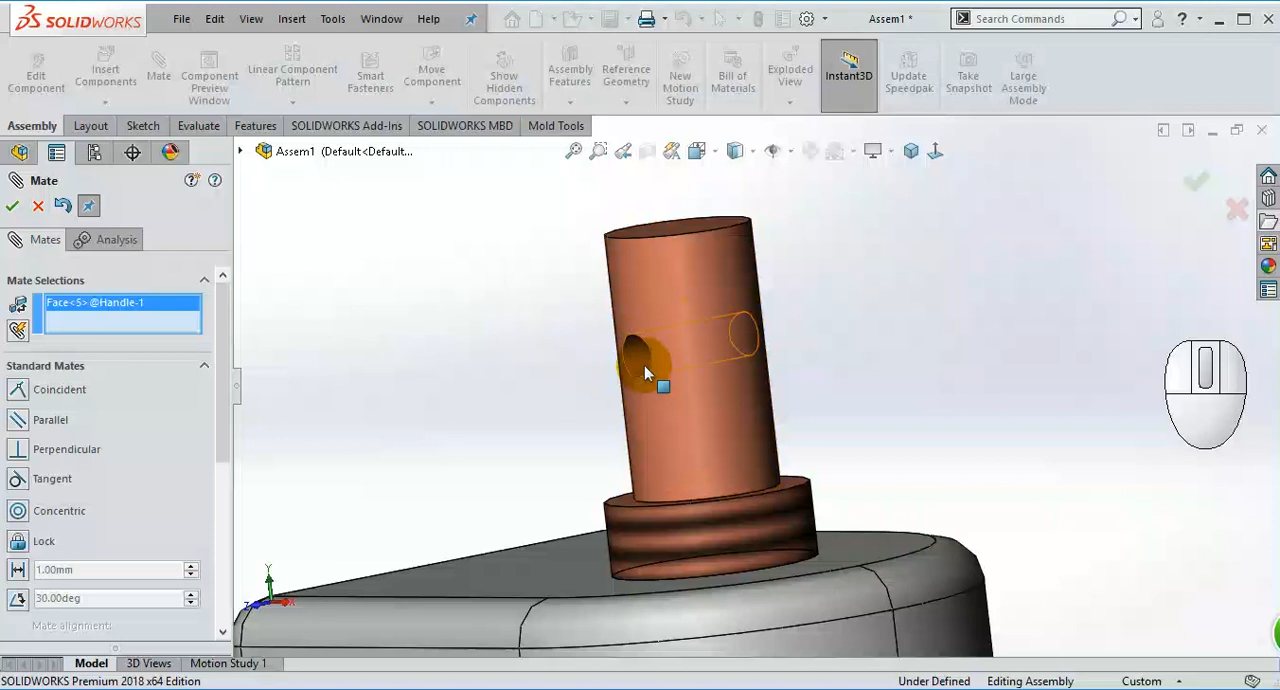 SOLIDWORKS
File Edit View Insert Tools Window Help
Assem1 *
Search Commands
?
Edit Component
Insert Components
Mate
Component Preview Window
Linear Component Pattern
Smart Fasteners
Move Component
Show Hidden Components
Assembly Features
Reference Geometry
New Motion Study
Bill of Materials
Exploded View
Instant3D
Update Speedpak
Take Snapshot
Large Assembly Mode
Assembly Layout Sketch Evaluate Features SOLIDWORKS Add-Ins SOLIDWORKS MBD Mold Tools
Assem1 (Default<Default...
Mate
Mates Analysis
Mate Selections
Face<5>@Handle-1
Standard Mates
Coincident
Parallel
Perpendicular
Tangent
Concentric
Lock
1.00mm
30.00deg
Mate alignment:
Y
Z
X
Model 3D Views Motion Study 1
SOLIDWORKS Premium 2018 x64 Edition
Under Defined Editing Assembly Custom